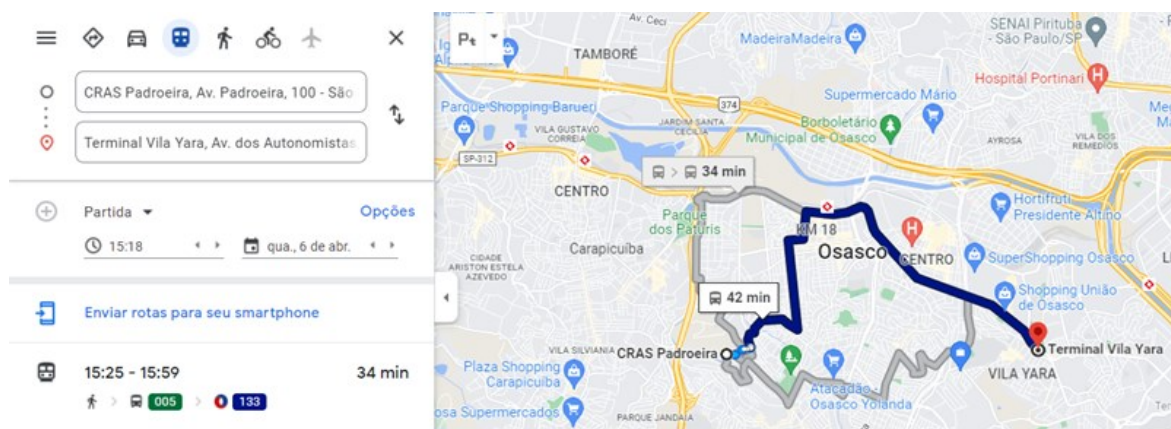 CRAS Padroeira, Av. Padroeira, 100 - São
Terminal Vila Yara, Av. dos Autonomistas
Partida
Opções
15:18
qua., 6 de abr.
Enviar rotas para seu smartphone
15:25 - 15:59
34 min
005
133
Av. Ceci
TAMBORÉ
MadeiraMadeira
SENAI Pirituba
- São Paulo/SP
Hospital Portinari
Parque Shopping Barueri
374
Supermercado Mário
VILA GUSTAVO
CORREIA
JARDIM SANTA
CECILIA
Borboletário
Municipal de Osasco
AYROSA
VILA DOS
REMEDIOS
SP-312
34 min
CENTRO
Parque
dos Paturis
Hortifruti
Presidente Altino
KM 18
Carapicuíba
Osasco
CENTRO
SuperShopping Osasco
CIDADE
ARISTON ESTELA
AZEVEDO
Shopping União
de Osasco
42 min
VILA SILVIANIA
CRAS Padroeira
Terminal Vila Yara
Plaza Shopping
Carapicuíba
VILA YARA
Atacadão -
Osasco Yolanda
osa Supermercados
PARQUE JANDAIA